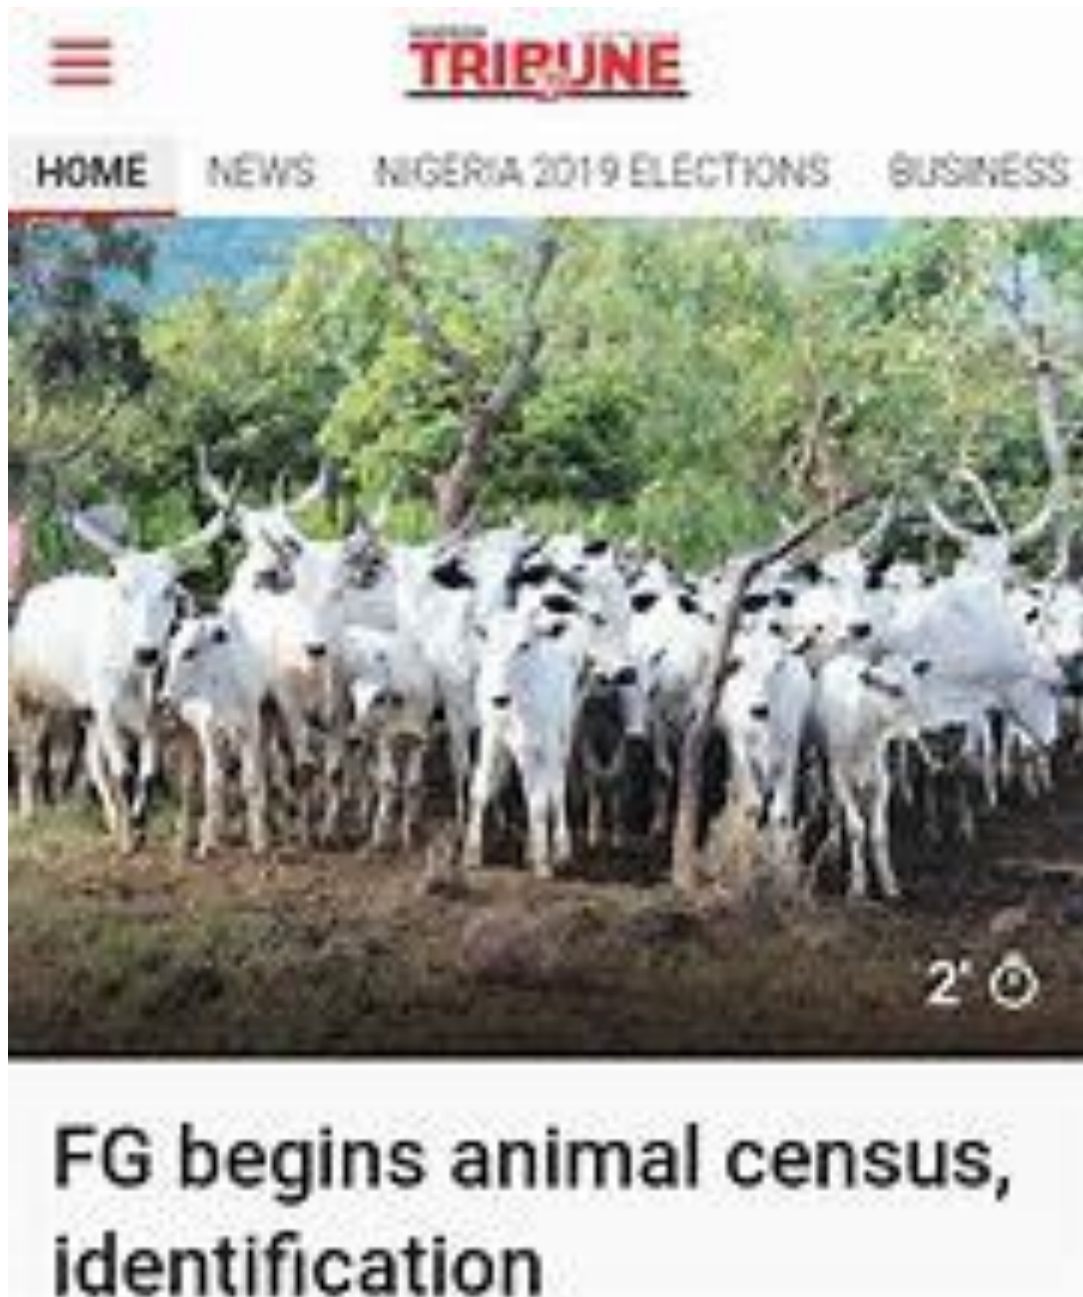 TRIBUNE
HOME NEWS NIGERIA 2019 ELECTIONS BUSINESS
2'
FG begins animal census,
identification